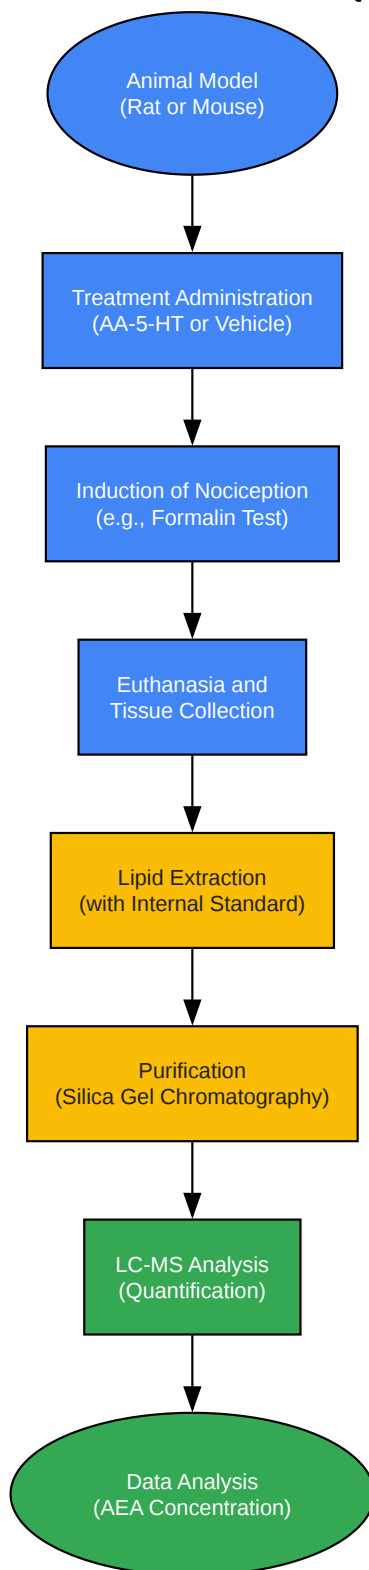 Animal Model
(Rat or Mouse)
Treatment Administration
(AA-5-HT or Vehicle)
Induction of Nociception
(e.g., Formalin Test)
Euthanasia and
Tissue Collection
Lipid Extraction
(with Internal Standard)
Purification
(Silica Gel Chromatography)
LC-MS Analysis
(Quantification)
Data Analysis
(AEA Concentration)